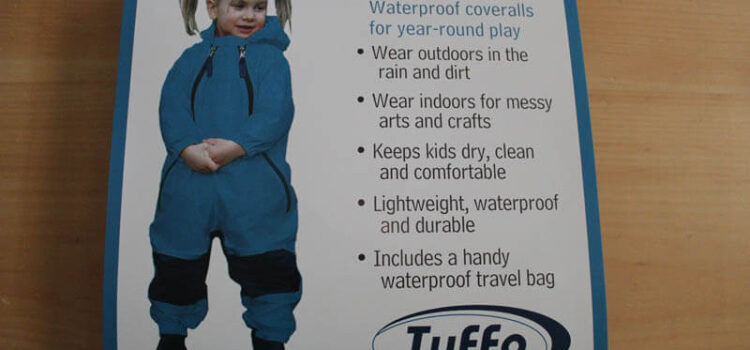 Waterproof coveralls
for year-round play
• Wear outdoors in the
rain and dirt
• Wear indoors for messy
arts and crafts
• Keeps kids dry, clean
and comfortable
• Lightweight, waterproof
and durable
• Includes a handy
waterproof travel bag
Tuffo